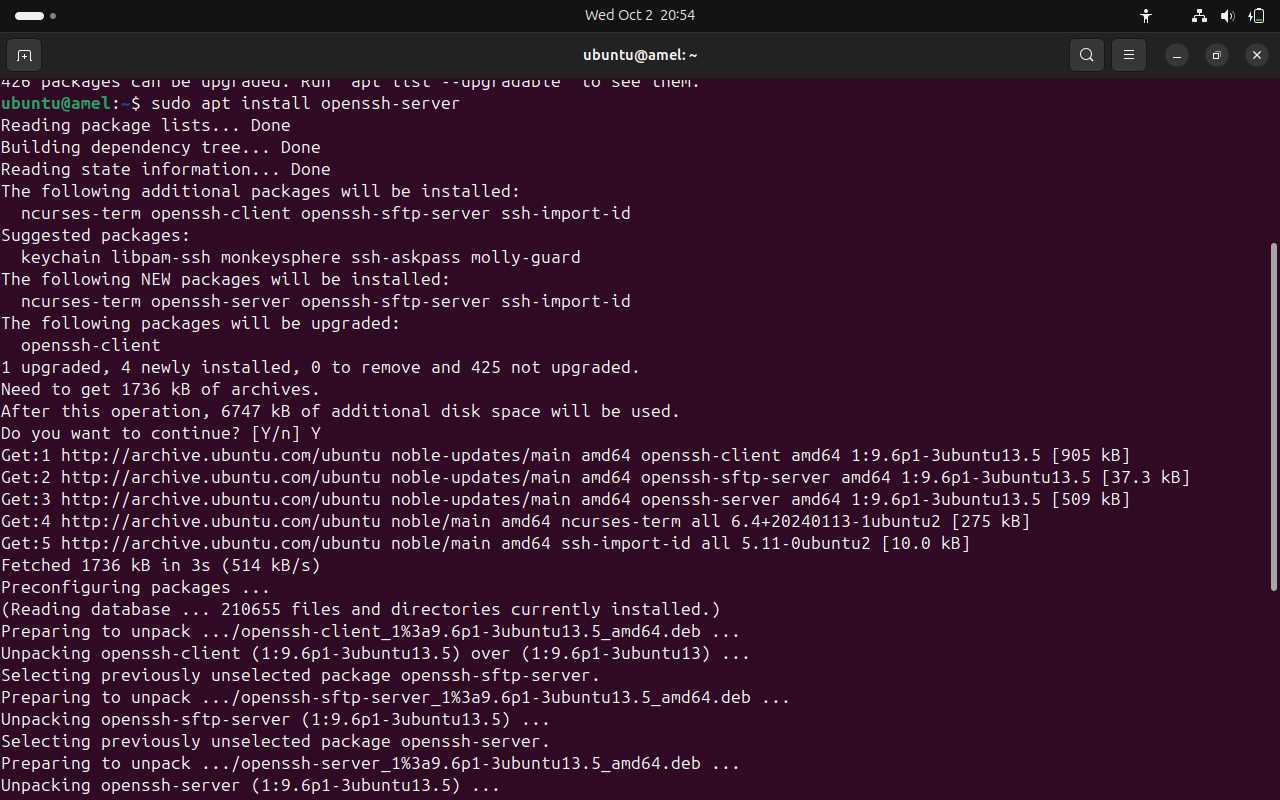 Wed Oct 2 20:54
ubuntu@amel: ~
426 packages can be upgraded. Run 'apt list --upgradable' to see them.
ubuntu@amel:~$ sudo apt install openssh-server
Reading package lists... Done
Building dependency tree... Done
Reading state information... Done
The following additional packages will be installed:
  ncurses-term openssh-client openssh-sftp-server ssh-import-id
Suggested packages:
  keychain libpam-ssh monkeysphere ssh-askpass molly-guard
The following NEW packages will be installed:
  ncurses-term openssh-server openssh-sftp-server ssh-import-id
The following packages will be upgraded:
  openssh-client
1 upgraded, 4 newly installed, 0 to remove and 425 not upgraded.
Need to get 1736 kB of archives.
After this operation, 6747 kB of additional disk space will be used.
Do you want to continue? [Y/n] Y
Get:1 http://archive.ubuntu.com/ubuntu noble-updates/main amd64 openssh-client amd64 1:9.6p1-3ubuntu13.5 [905 kB]
Get:2 http://archive.ubuntu.com/ubuntu noble-updates/main amd64 openssh-sftp-server amd64 1:9.6p1-3ubuntu13.5 [37.3 kB]
Get:3 http://archive.ubuntu.com/ubuntu noble-updates/main amd64 openssh-server amd64 1:9.6p1-3ubuntu13.5 [509 kB]
Get:4 http://archive.ubuntu.com/ubuntu noble/main amd64 ncurses-term all 6.4+20240113-1ubuntu2 [275 kB]
Get:5 http://archive.ubuntu.com/ubuntu noble/main amd64 ssh-import-id all 5.11-0ubuntu2 [10.0 kB]
Fetched 1736 kB in 3s (514 kB/s)
Preconfiguring packages ...
(Reading database ... 210655 files and directories currently installed.)
Preparing to unpack .../openssh-client_1%3a9.6p1-3ubuntu13.5_amd64.deb ...
Unpacking openssh-client (1:9.6p1-3ubuntu13.5) over (1:9.6p1-3ubuntu13) ...
Selecting previously unselected package openssh-sftp-server.
Preparing to unpack .../openssh-sftp-server_1%3a9.6p1-3ubuntu13.5_amd64.deb ...
Unpacking openssh-sftp-server (1:9.6p1-3ubuntu13.5) ...
Selecting previously unselected package openssh-server.
Preparing to unpack .../openssh-server_1%3a9.6p1-3ubuntu13.5_amd64.deb ...
Unpacking openssh-server (1:9.6p1-3ubuntu13.5) ...